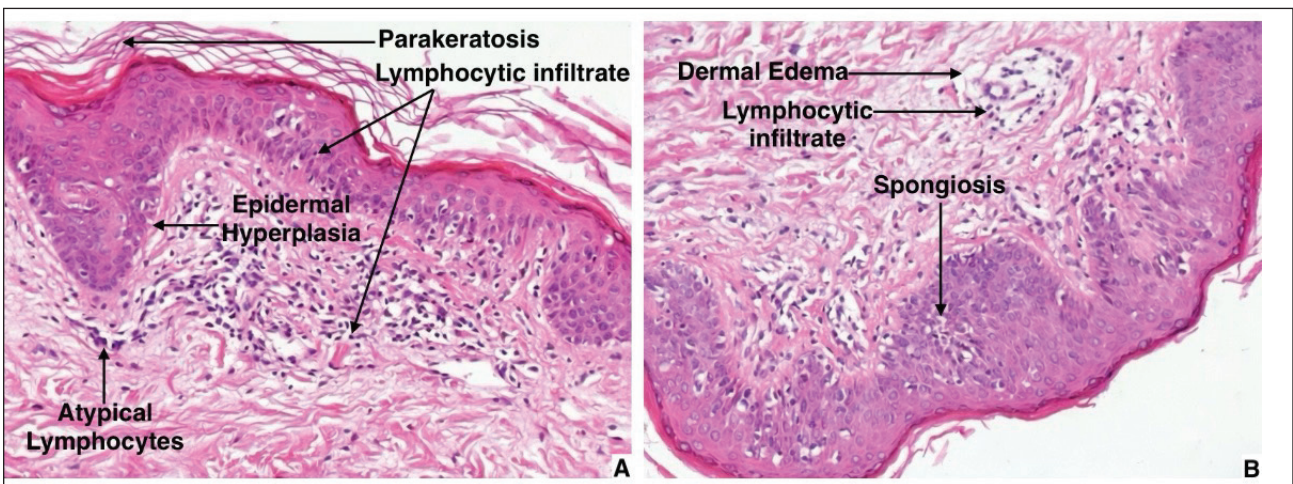 Parakeratosis
Lymphocytic infiltrate
Epidermal
Hyperplasia
Atypical
Lymphocytes
A
Dermal Edema
Lymphocytic
infiltrate
Spongiosis
B